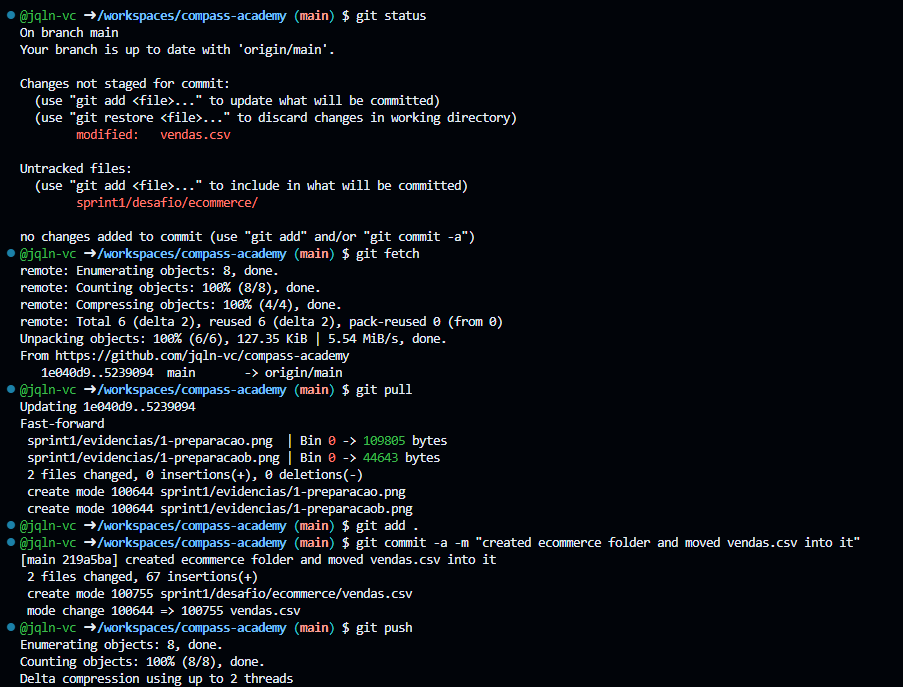 @jqln-vc ➜/workspaces/compass-academy (main) $ git status
On branch main
Your branch is up to date with 'origin/main'.
Changes not staged for commit:
(use "git add <file>..." to update what will be committed)
(use "git restore <file>..." to discard changes in working directory)
modified: vendas.csv
Untracked files:
(use "git add <file>..." to include in what will be committed)
sprint1/desafio/ecommerce/
no changes added to commit (use "git add" and/or "git commit -a")
@jqln-vc ➜/workspaces/compass-academy (main) $ git fetch
remote: Enumerating objects: 8, done.
remote: Counting objects: 100% (8/8), done.
remote: Compressing objects: 100% (4/4), done.
remote: Total 6 (delta 2), reused 6 (delta 2), pack-reused 0 (from 0)
Unpacking objects: 100% (6/6), 127.35 KiB | 5.54 MiB/s, done.
From https://github.com/jqln-vc/compass-academy
1e040d9..5239094 main -> origin/main
@jqln-vc ➜/workspaces/compass-academy (main) $ git pull
Updating 1e040d9..5239094
Fast-forward
sprint1/evidencias/1-preparacao.png | Bin 0 -> 109805 bytes
sprint1/evidencias/1-preparacaob.png | Bin 0 -> 44643 bytes
2 files changed, 0 insertions(+), 0 deletions(-)
create mode 100644 sprint1/evidencias/1-preparacao.png
create mode 100644 sprint1/evidencias/1-preparacaob.png
@jqln-vc ➜/workspaces/compass-academy (main) $ git add .
@jqln-vc ➜/workspaces/compass-academy (main) $ git commit -a -m "created ecommerce folder and moved vendas.csv into it"
[main 219a5ba] created ecommerce folder and moved vendas.csv into it
2 files changed, 67 insertions(+)
create mode 100755 sprint1/desafio/ecommerce/vendas.csv
mode change 100644 => 100755 vendas.csv
@jqln-vc ➜/workspaces/compass-academy (main) $ git push
Enumerating objects: 8, done.
Counting objects: 100% (8/8), done.
Delta compression using up to 2 threads